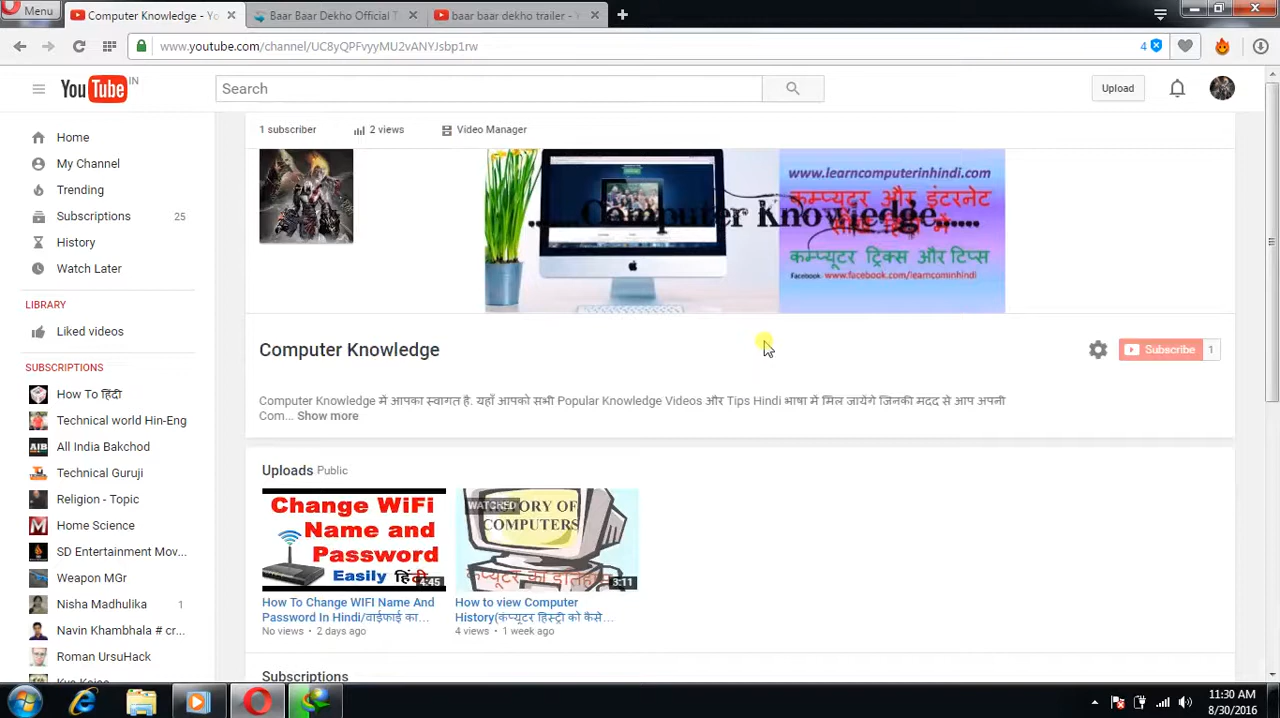 Menu
Computer Knowledge - Yo
Baar Baar Dekho Official T
baar baar dekho trailer -
www.youtube.com/channel/UC8yQPFvyyMU2vANYJsbp1rw
4
YouTube IN
Search
Upload
1 subscriber
2 views
Video Manager
Home
My Channel
Trending
Subscriptions 25
History
Watch Later
LIBRARY
Liked videos
SUBSCRIPTIONS
How To हिंदी
Technical world Hin-Eng
All India Bakchod
Technical Guruji
Religion - Topic
Home Science
SD Entertainment Mov...
Weapon MGr
Nisha Madhulika 1
Navin Khambhala # cr...
Roman UrsuHack
......Computer Knowledge......
www.learncomputerinhindi.com
कम्प्यूटर और इंटरनेट
कम्प्यूटर ट्रिक्स और टिप्स
Facebook: www.facebook.com/learncominhindi
Computer Knowledge
Subscribe 1
Computer Knowledge में आपका स्वागत है. यहाँ आपको सभी Popular Knowledge Videos और Tips Hindi भाषा में मिल जायेंगे जिनकी मदद से आप अपनी
Com... Show more
Uploads Public
Change WiFi
Name and
Password
Easily हिंदी
4:45
How To Change WIFI Name And
Password In Hindi/वाईफाई का...
No views • 2 days ago
WATCHED
ORY OF
COMPUTERS
कंप्यूटर का इतिहास
3:11
How to view Computer
History(कंप्यूटर हिस्ट्री को कैसे...
4 views • 1 week ago
Subscriptions
11:30 AM
8/30/2016